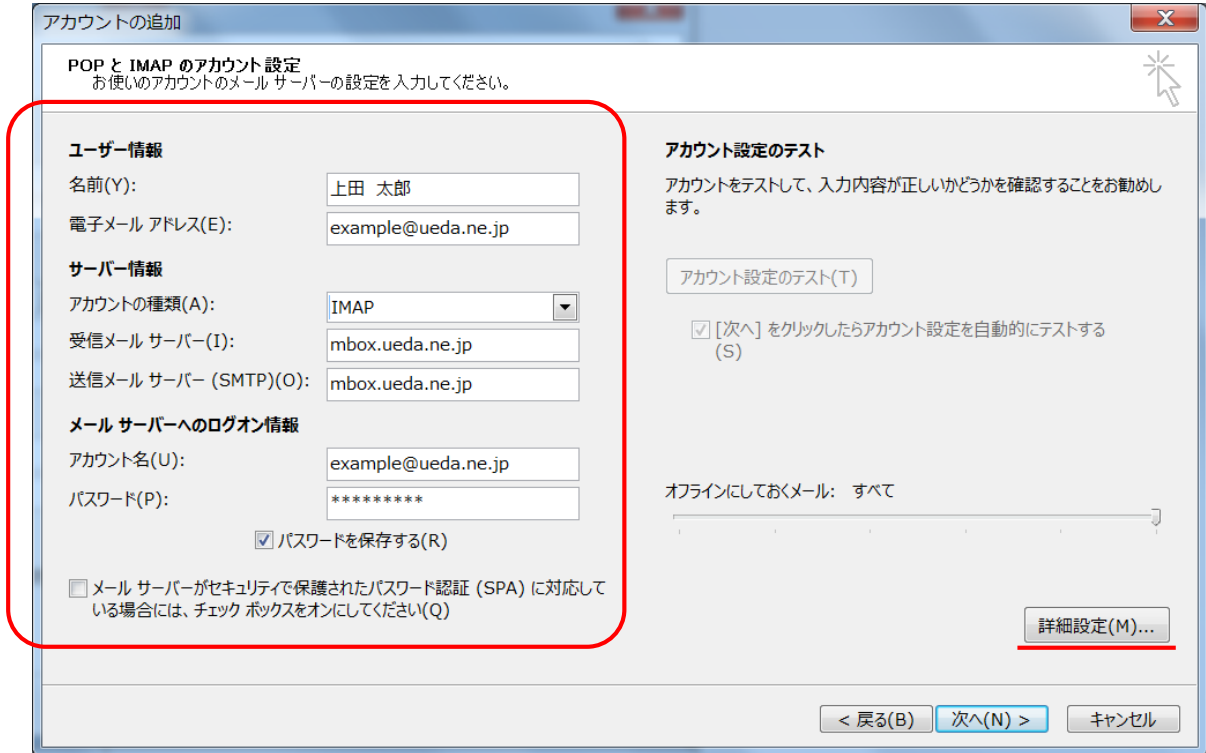 アカウントの追加
POP と IMAP のアカウント設定
お使いのアカウントのメール サーバーの設定を入力してください。
ユーザー情報
名前(Y):
上田 太郎
電子メール アドレス(E):
example@ueda.ne.jp
サーバー情報
アカウントの種類(A):
IMAP
受信メール サーバー(I):
mbox.ueda.ne.jp
送信メール サーバー (SMTP)(O):
mbox.ueda.ne.jp
メール サーバーへのログオン情報
アカウント名(U):
example@ueda.ne.jp
パスワード(P):
*********
パスワードを保存する(R)
メール サーバーがセキュリティで保護されたパスワード認証 (SPA) に対応して
いる場合には、チェック ボックスをオンにしてください(Q)
アカウント設定のテスト
アカウントをテストして、入力内容が正しいかどうかを確認することをお勧めし
ます。
アカウント設定のテスト(T)
[次へ] をクリックしたらアカウント設定を自動的にテストする
(S)
オフラインにしておくメール: すべて
詳細設定(M)...
< 戻る(B)
次へ(N) >
キャンセル